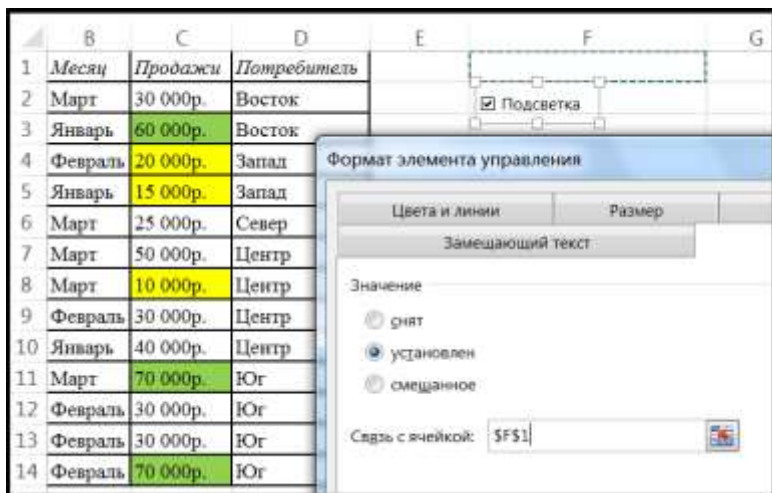 B C D E F G
1 Месяц Продажи Потребитель
2 Март 30 000р. Восток
Подсветка
3 Январь 60 000р. Восток
4 Февраль 20 000р. Запад
Формат элемента управления
5 Январь 15 000р. Запад
Цвета и линии Размер
6 Март 25 000р. Север
7 Март 50 000р. Центр
Замещающий текст
8 Март 10 000р. Центр
Значение
9 Февраль 30 000р. Центр
снят
10 Январь 40 000р. Центр
установлен
11 Март 70 000р. Юг
смешанное
12 Февраль 30 000р. Юг
13 Февраль 30 000р. Юг
Связь с ячейкой: $F$1
14 Февраль 70 000р. Юг